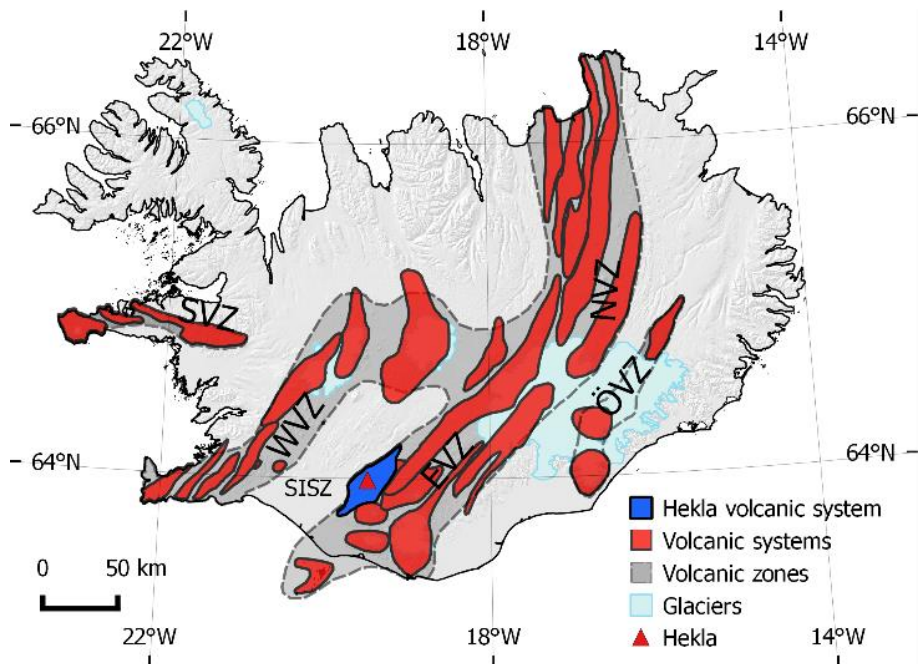 22°W 18°W 14°W
66°N 66°N
SVZ
NVZ
ÖVZ
WVZ
EVZ
64°N 64°N
SISZ
Hekla volcanic system
Volcanic systems
Volcanic zones
Glaciers
Hekla
0 50 km
22°W 18°W 14°W